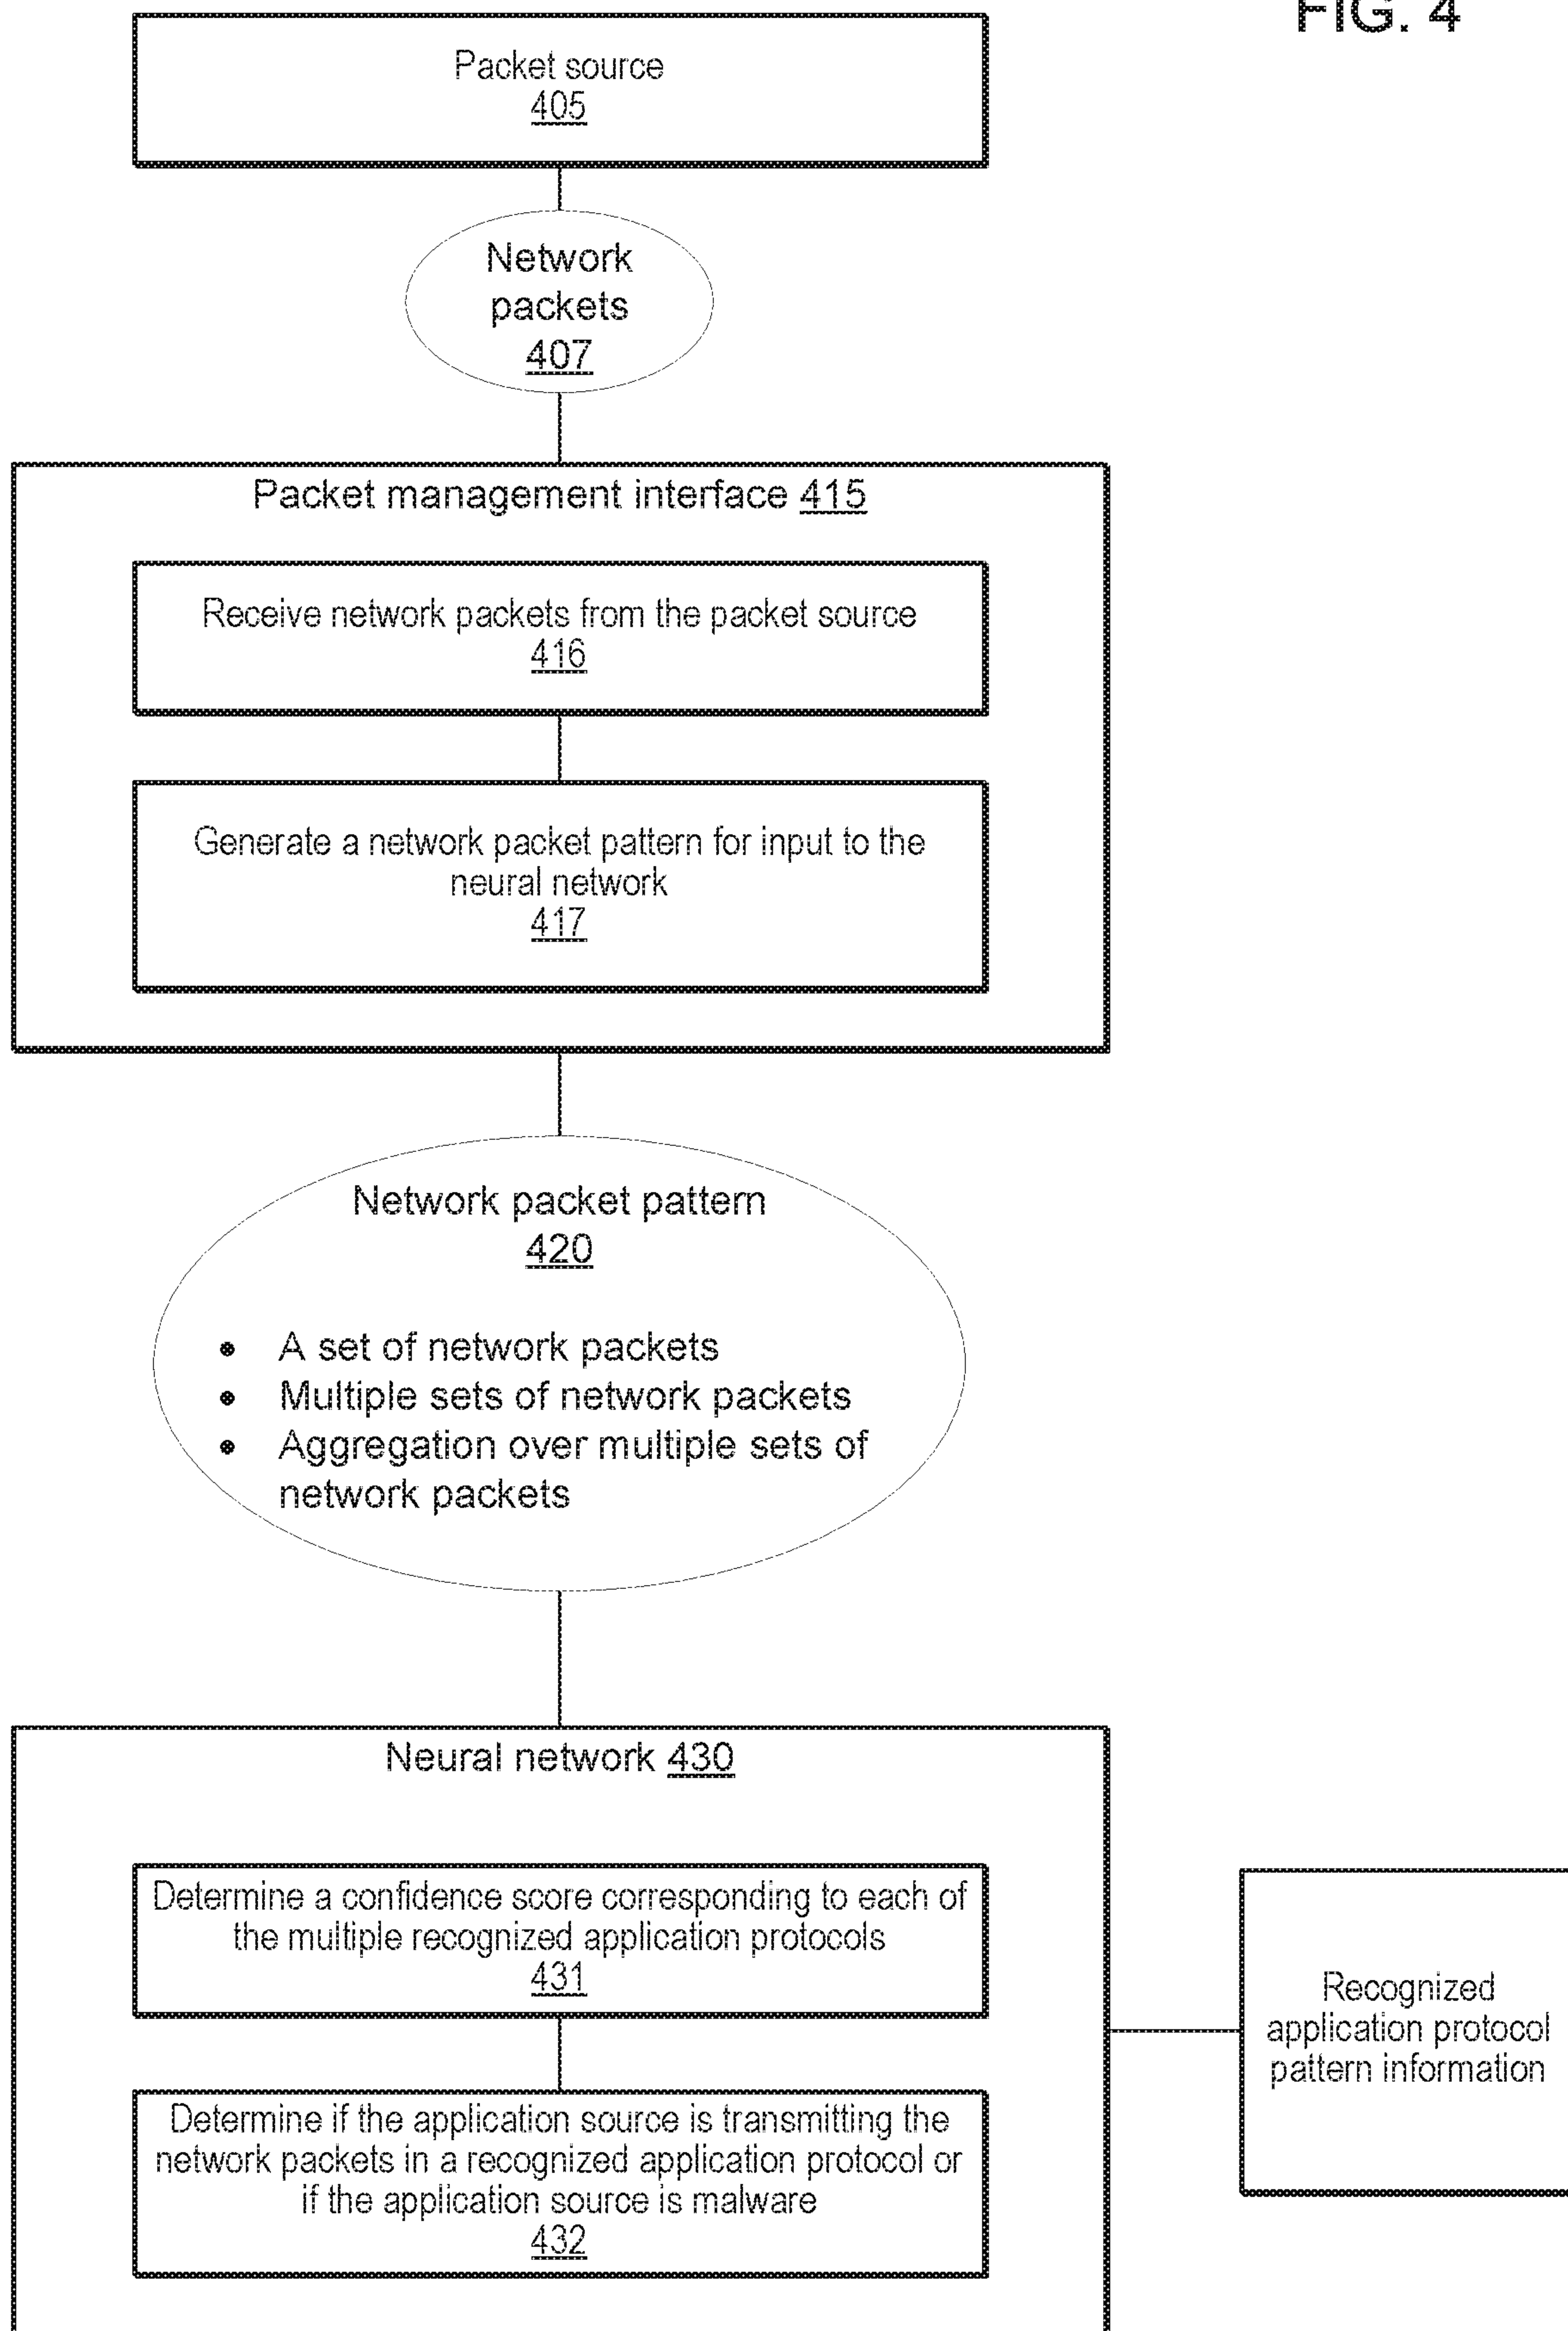 FIG. 4
Packet source
405
Network
packets
407
Packet management interface 415
Receive network packets from the packet source
416
Generate a network packet pattern for input to the
neural network
417
Network packet pattern
420
• A set of network packets
• Multiple sets of network packets
• Aggregation over multiple sets of
network packets
Neural network 430
Determine a confidence score corresponding to each of
the multiple recognized application protocols
431
Determine if the application source is transmitting the
network packets in a recognized application protocol or
if the application source is malware
432
Recognized
application protocol
pattern information